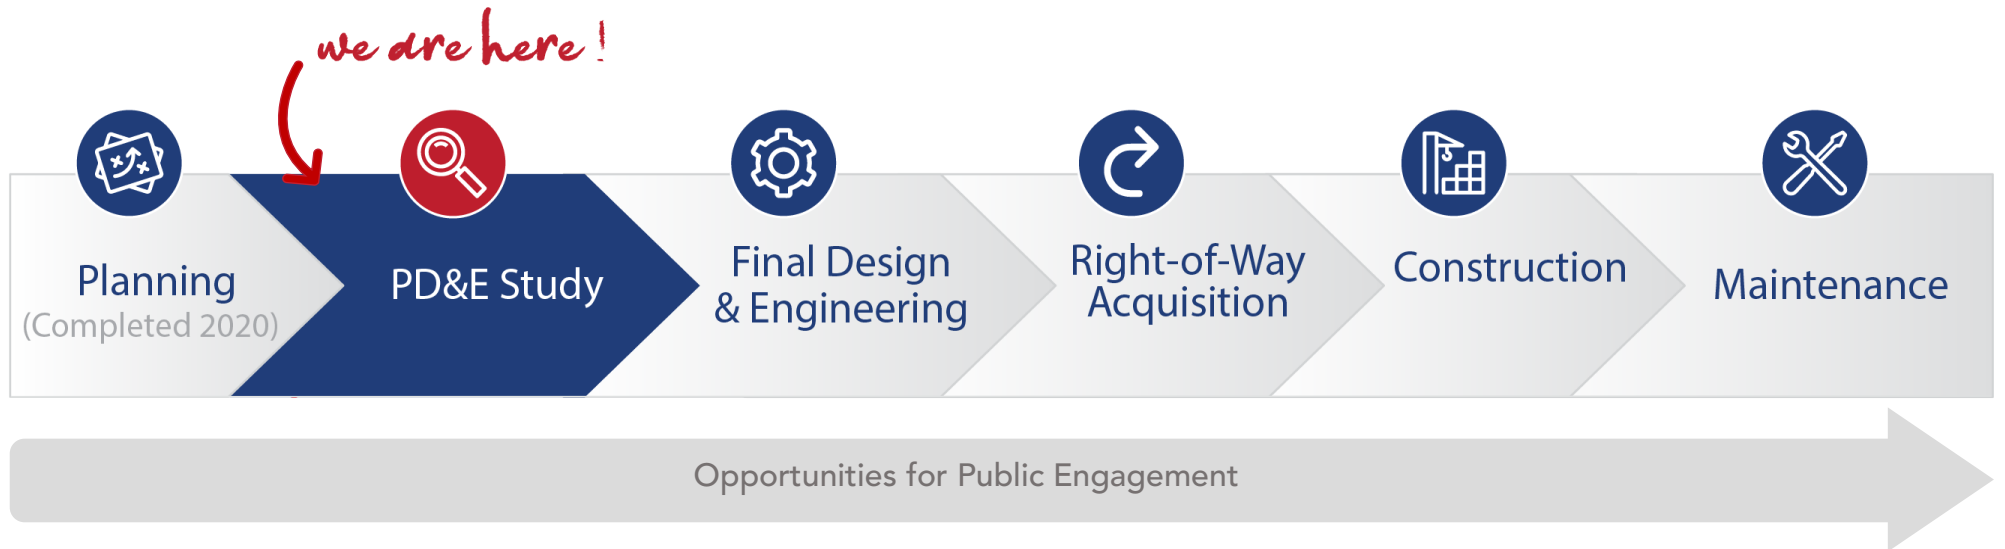 we are here!
Planning
(Completed 2020)
PD&E Study
Final Design
& Engineering
Right-of-Way
Acquisition
Construction
Maintenance
Opportunities for Public Engagement